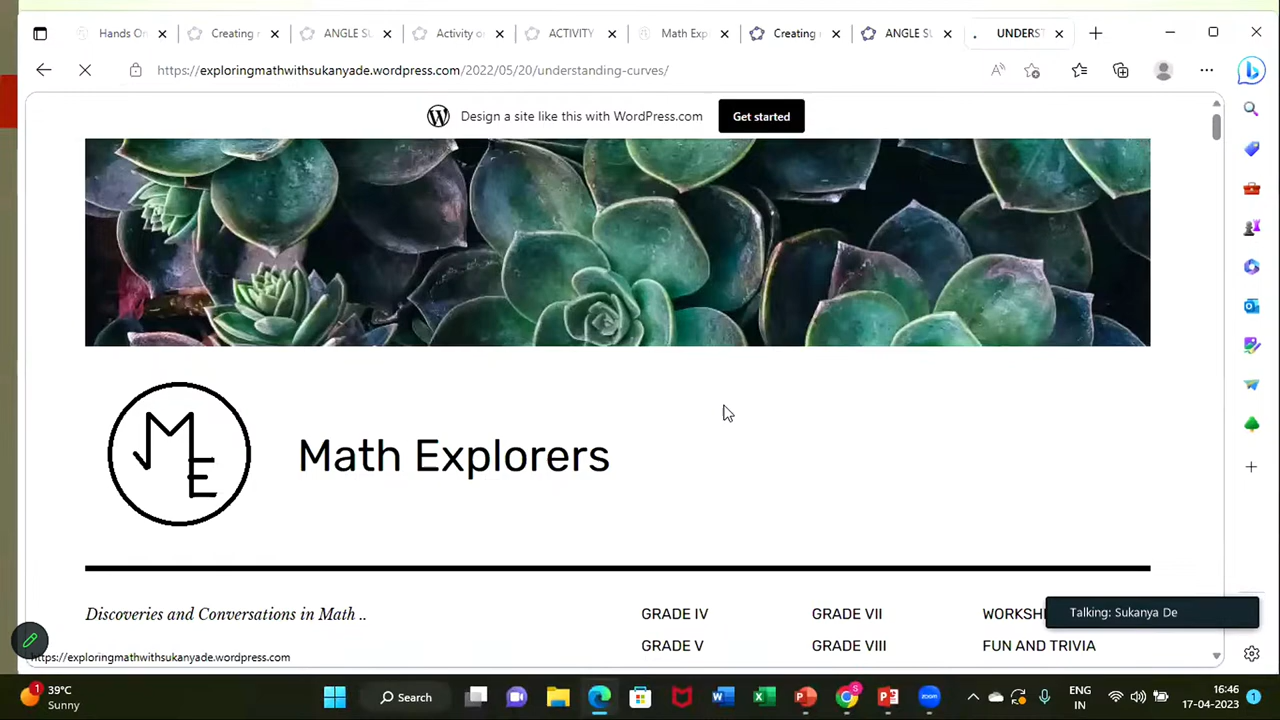 Hands On
Creating r
ANGLE SU
Activity o
ACTIVITY
Math Exp
Creating r
ANGLE SU
UNDERST
https://exploringmathwithsukanyade.wordpress.com/2022/05/20/understanding-curves/
Design a site like this with WordPress.com
Get started
ME
Math Explorers
Discoveries and Conversations in Math ..
GRADE IV
GRADE VII
WORKSH
GRADE V
GRADE VIII
FUN AND TRIVIA
Talking: Sukanya De
https://exploringmathwithsukanyade.wordpress.com
1
39°C
Sunny
Search
ENG
IN
16:46
17-04-2023
1